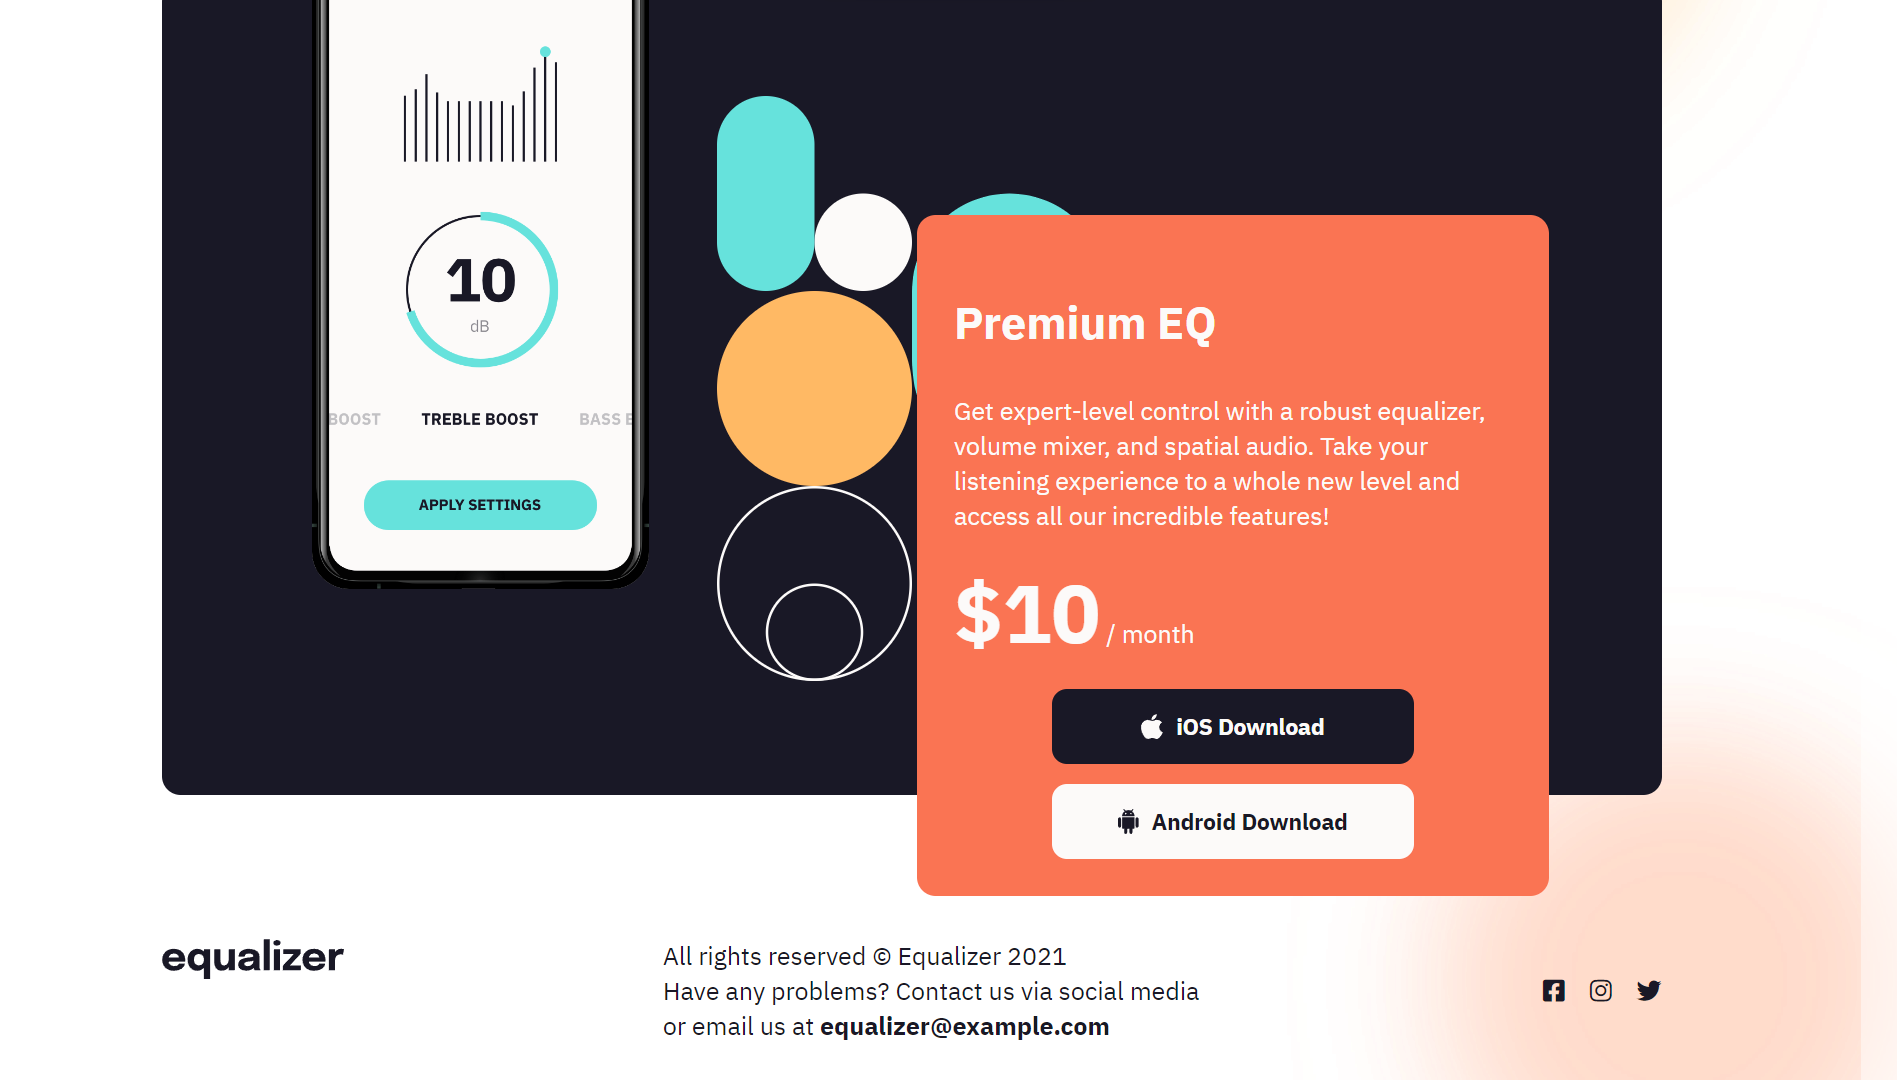 10
dB
BOOST
TREBLE BOOST
BASS
APPLY SETTINGS
Premium EQ
Get expert-level control with a robust equalizer,
volume mixer, and spatial audio. Take your
listening experience to a whole new level and
access all our incredible features!
$10 / month
iOS Download
Android Download
equalizer
All rights reserved © Equalizer 2021
Have any problems? Contact us via social media
or email us at equalizer@example.com